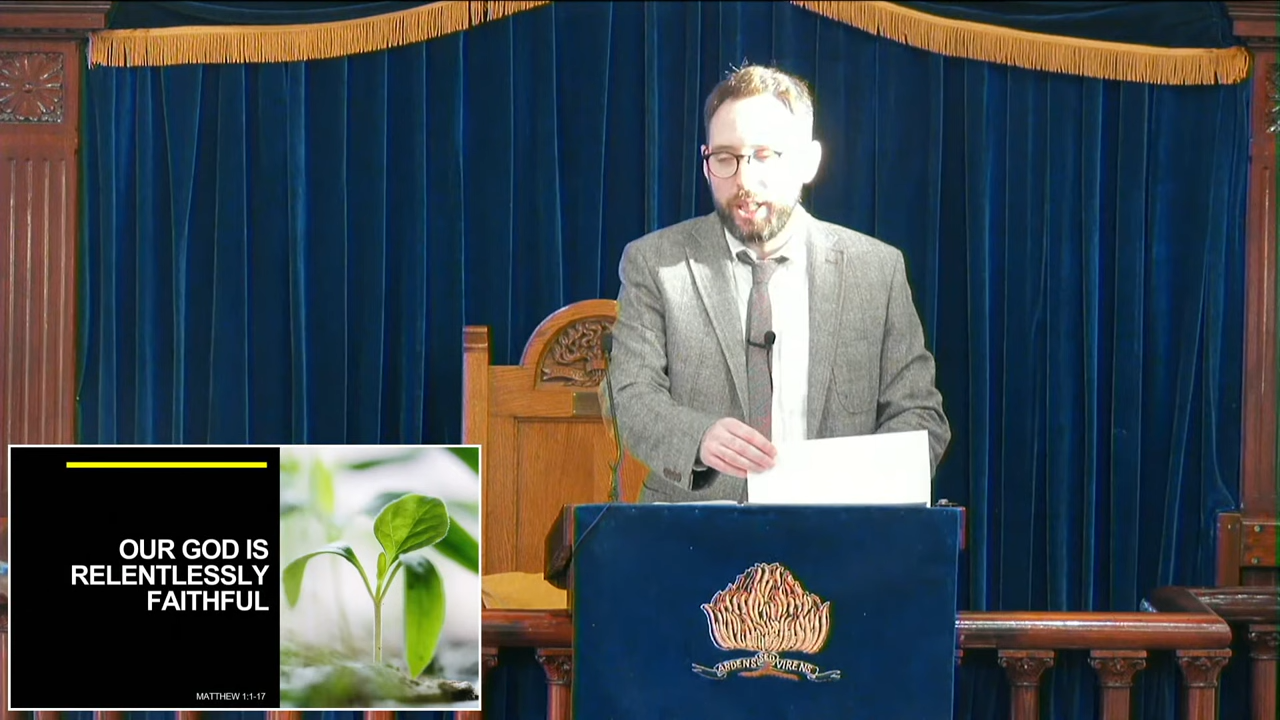 OUR GOD IS
RELENTLESSLY
FAITHFUL
MATTHEW 1:1-17
ARDENS SED VIRENS